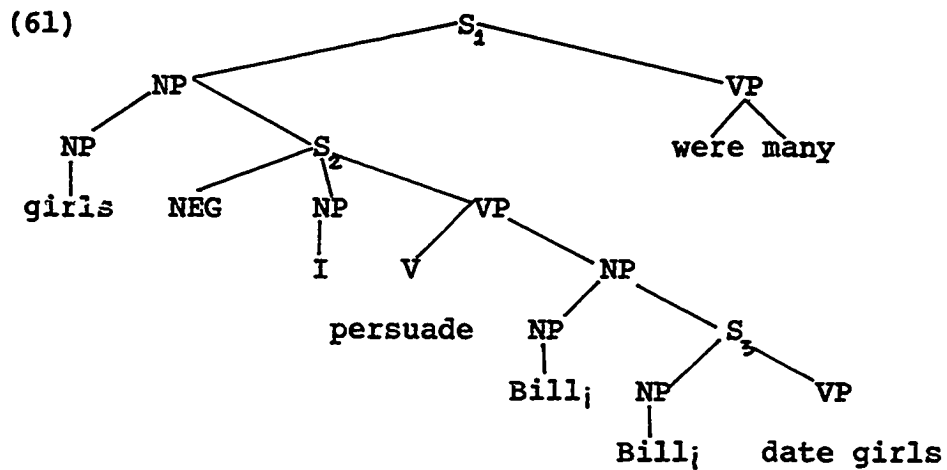 (61) S1
NP VP
NP S2 were many
girls NEG NP VP
I V NP
persuade NP S3
Billi NP VP
Billi date girls